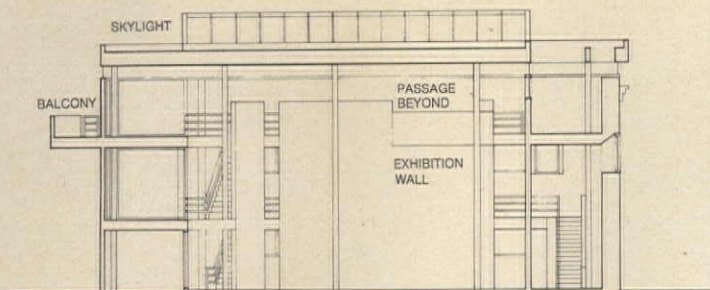 SKYLIGHT
BALCONY
PASSAGE
BEYOND
EXHIBITION
WALL